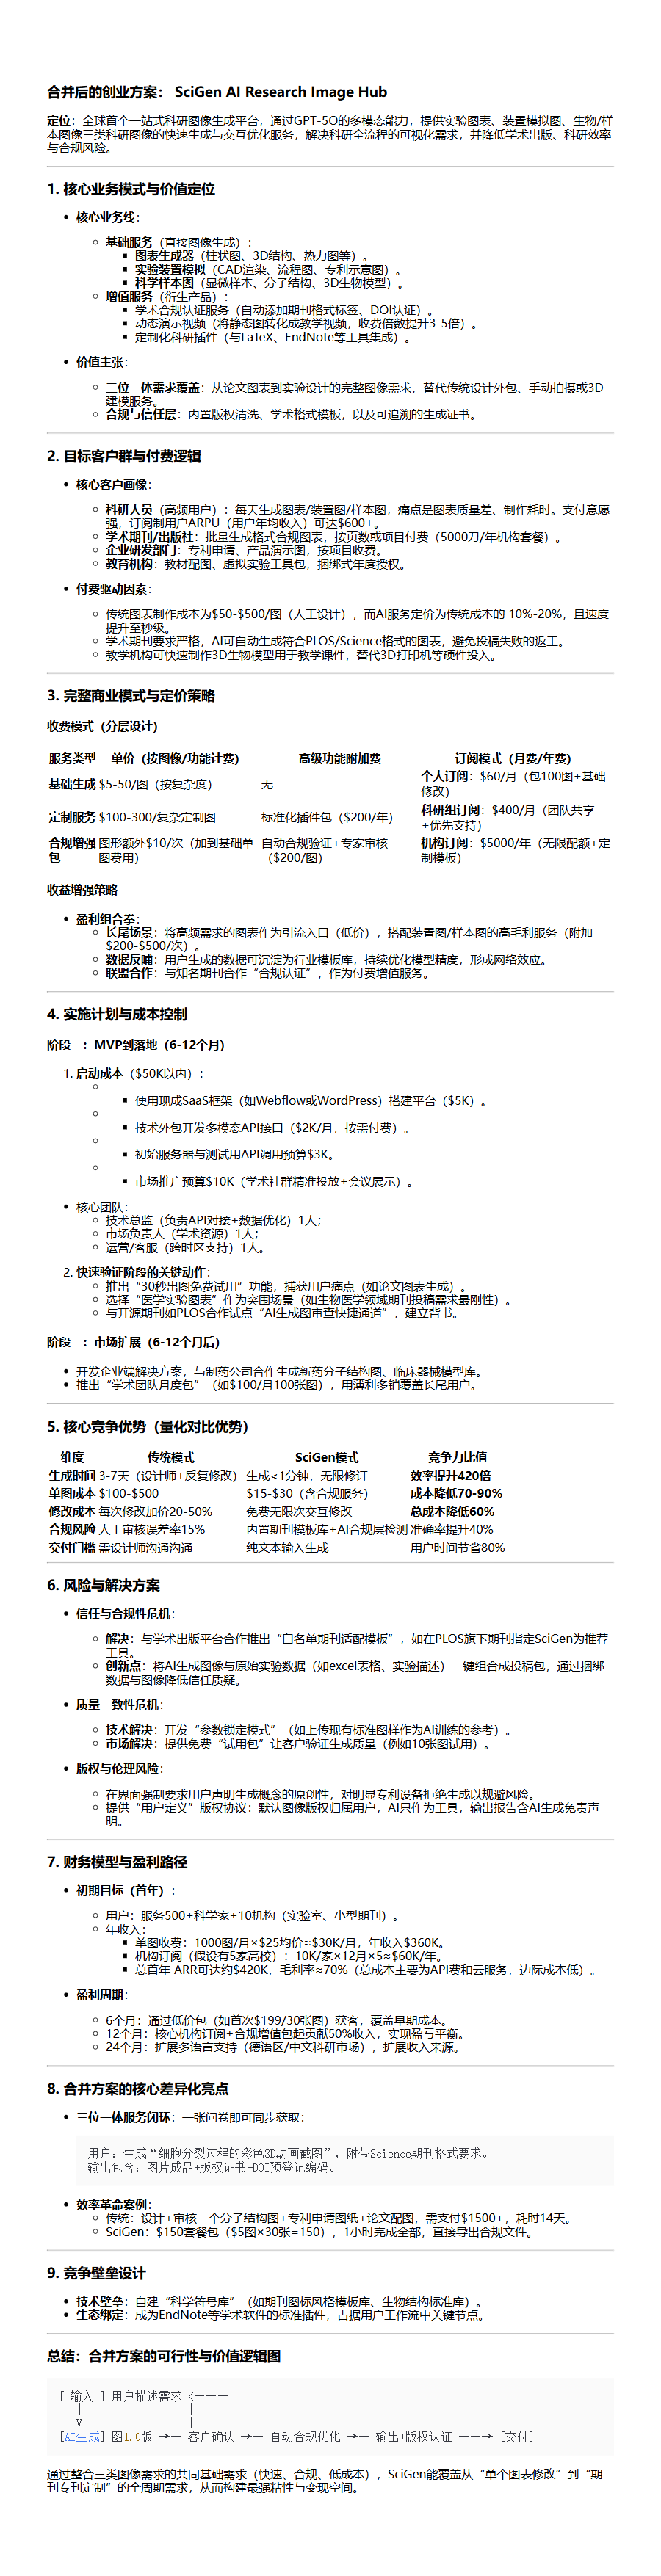 合并后的创业方案： SciGen AI Research Image Hub
定位：全球首个一站式科研图像生成平台，通过GPT-5O的多模态能力，提供实验图表、装置模拟图、生物/样
本图像三类科研图像的快速生成与交互优化服务，解决科研全流程的可视化需求，并降低学术出版、科研效率
与合规风险。
1. 核心业务模式与价值定位
• 核心业务线：
◦ 基础服务（直接图像生成）：
▪ 图表生成器（柱状图、3D结构、热力图等）。
▪ 实验装置模拟（CAD渲染、流程图、专利示意图）。
▪ 科学样本图（显微样本、分子结构、3D生物模型）。
◦ 增值服务（衍生产品）：
▪ 学术合规认证服务（自动添加期刊格式标签、DOI认证）。
▪ 动态演示视频（将静态图转化成教学视频，收费倍数提升3-5倍）。
▪ 定制化科研插件（与LaTeX、EndNote等工具集成）。
• 价值主张：
◦ 三位一体需求覆盖：从论文图表到实验设计的完整图像需求，替代传统设计外包、手动拍摄或3D
建模服务。
◦ 合规与信任层：内置版权清洗、学术格式模板，以及可追溯的生成证书。
2. 目标客户群与付费逻辑
• 核心客户画像：
◦ 科研人员（高频用户）：每天生成图表/装置图/样本图，痛点是图表质量差、制作耗时。支付意愿
强，订阅制用户ARPU（用户年均收入）可达$600+。
◦ 学术期刊/出版社：批量生成格式合规图表，按页数或项目付费（5000刀/年机构套餐）。
◦ 企业研发部门：专利申请、产品演示图，按项目收费。
◦ 教育机构：教材配图、虚拟实验工具包，捆绑式年度授权。
• 付费驱动因素：
◦ 传统图表制作成本为$50-$500/图（人工设计），而AI服务定价为传统成本的 10%-20%，且速度
提升至秒级。
◦ 学术期刊要求严格，AI可自动生成符合PLOS/Science格式的图表，避免投稿失败的返工。
◦ 教学机构可快速制作3D生物模型用于教学课件，替代3D打印机等硬件投入。
3. 完整商业模式与定价策略
收费模式（分层设计）
服务类型 单价（按图像/功能计费） 高级功能附加费 订阅模式（月费/年费）
基础生成 $5-50/图（按复杂度） 无 个人订阅：$60/月（包100图+基础
修改）
定制服务 $100-300/复杂定制图 标准化插件包（$200/年） 科研组订阅：$400/月（团队共享
+优先支持）
合规增强 图形额外$10/次（加到基础单 自动合规验证+专家审核 机构订阅：$5000/年（无限配额+定
包 图费用） （$200/图） 制模板）
收益增强策略
• 盈利组合拳：
◦ 长尾场景：将高频需求的图表作为引流入口（低价），搭配装置图/样本图的高毛利服务（附加
$200-$500/次）。
◦ 数据反哺：用户生成的数据可沉淀为行业模板库，持续优化模型精度，形成网络效应。
◦ 联盟合作：与知名期刊合作“合规认证”，作为付费增值服务。
4. 实施计划与成本控制
阶段一：MVP到落地（6-12个月）
1. 启动成本（$50K以内）：
◦
▪ 使用现成SaaS框架（如Webflow或WordPress）搭建平台（$5K）。
◦
▪ 技术外包开发多模态API接口（$2K/月，按需付费）。
◦
▪ 初始服务器与测试用API调用预算$3K。
◦
▪ 市场推广预算$10K（学术社群精准投放+会议展示）。
• 核心团队：
◦ 技术总监（负责API对接+数据优化）1人；
◦ 市场负责人（学术资源）1人；
◦ 运营/客服（跨时区支持）1人。
2. 快速验证阶段的关键动作：
◦ 推出“30秒出图免费试用”功能，捕获用户痛点（如论文图表生成）。
◦ 选择“医学实验图表”作为突围场景（如生物医学领域期刊投稿需求最刚性）。
◦ 与开源期刊如PLOS合作试点“AI生成图审查快捷通道”，建立背书。
阶段二：市场扩展（6-12个月后）
• 开发企业端解决方案，与制药公司合作生成新药分子结构图、临床器械模型库。
• 推出“学术团队月度包”（如$100/月100张图），用薄利多销覆盖长尾用户。
5. 核心竞争优势（量化对比优势）
维度 传统模式 SciGen模式 竞争力比值
生成时间 3-7天（设计师+反复修改） 生成<1分钟，无限修订 效率提升420倍
单图成本 $100-$500 $15-$30（含合规服务） 成本降低70-90%
修改成本 每次修改加价20-50% 免费无限次交互修改 总成本降低60%
合规风险 人工审核误差率15% 内置期刊模板库+AI合规层检测 准确率提升40%
交付门槛 需设计师沟通沟通 纯文本输入生成 用户时间节省80%
6. 风险与解决方案
• 信任与合规性危机：
◦ 解决：与学术出版平台合作推出“白名单期刊适配模板”，如在PLOS旗下期刊指定SciGen为推荐
工具。
◦ 创新点：将AI生成图像与原始实验数据（如excel表格、实验描述）一键组合成投稿包，通过捆绑
数据与图像降低信任质疑。
• 质量一致性危机：
◦ 技术解决：开发“参数锁定模式”（如上传现有标准图样作为AI训练的参考）。
◦ 市场解决：提供免费“试用包”让客户验证生成质量（例如10张图试用）。
• 版权与伦理风险：
◦ 在界面强制要求用户声明生成概念的原创性，对明显专利设备拒绝生成以规避风险。
◦ 提供“用户定义”版权协议：默认图像版权归属用户，AI只作为工具，输出报告含AI生成免责声
明。
7. 财务模型与盈利路径
• 初期目标（首年）：
◦ 用户：服务500+科学家+10机构（实验室、小型期刊）。
◦ 年收入：
▪ 单图收费：1000图/月×$25均价≈$30K/月，年收入$360K。
▪ 机构订阅（假设有5家高校）：10K/家×12月×5≈$60K/年。
▪ 总首年 ARR可达约$420K，毛利率≈70%（总成本主要为API费和云服务，边际成本低）。
• 盈利周期：
◦ 6个月：通过低价包（如首次$199/30张图）获客，覆盖早期成本。
◦ 12个月：核心机构订阅+合规增值包起贡献50%收入，实现盈亏平衡。
◦ 24个月：扩展多语言支持（德语区/中文科研市场），扩展收入来源。
8. 合并方案的核心差异化亮点
• 三位一体服务闭环：一张问卷即可同步获取：
用户：生成“细胞分裂过程的彩色3D动画截图”，附带Science期刊格式要求。
输出包含：图片成品+版权证书+DOI预登记编码。
• 效率革命案例：
◦ 传统：设计+审核一个分子结构图+专利申请图纸+论文配图，需支付$1500+，耗时14天。
◦ SciGen：$150套餐包（$5图×30张=150），1小时完成全部，直接导出合规文件。
9. 竞争壁垒设计
• 技术壁垒：自建“科学符号库”（如期刊图标风格模板库、生物结构标准库）。
• 生态绑定：成为EndNote等学术软件的标准插件，占据用户工作流中关键节点。
总结：合并方案的可行性与价值逻辑图
[ 输入 ] 用户描述需求 <———
│ │
V │
[AI生成] 图1.0版 →— 客户确认 →— 自动合规优化 →— 输出+版权认证 ——→ [交付]
通过整合三类图像需求的共同基础需求（快速、合规、低成本），SciGen能覆盖从“单个图表修改”到“期
刊专刊定制”的全周期需求，从而构建最强粘性与变现空间。